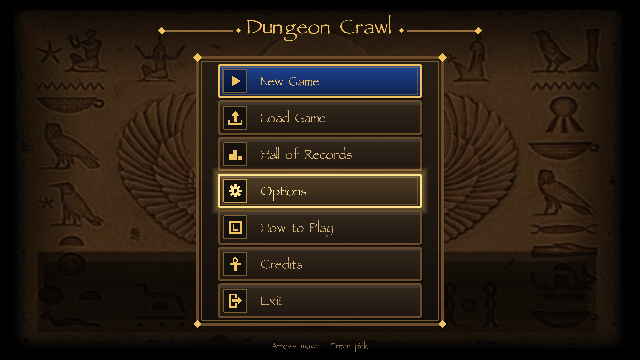 Dungeon Crawl
New Game
Load Game
Hall of Records
Options
How to Play
Credits
Exit